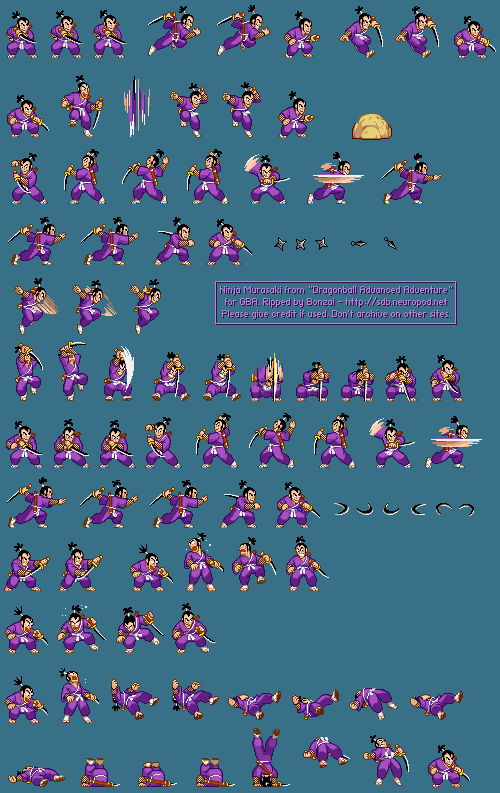 Ninja Murasaki from "Dragonball Advanced Adventure"
for GBA. Ripped by Bonzai - http://sdb.neuropod.net
Please give credit if used. Don't archive on other sites.